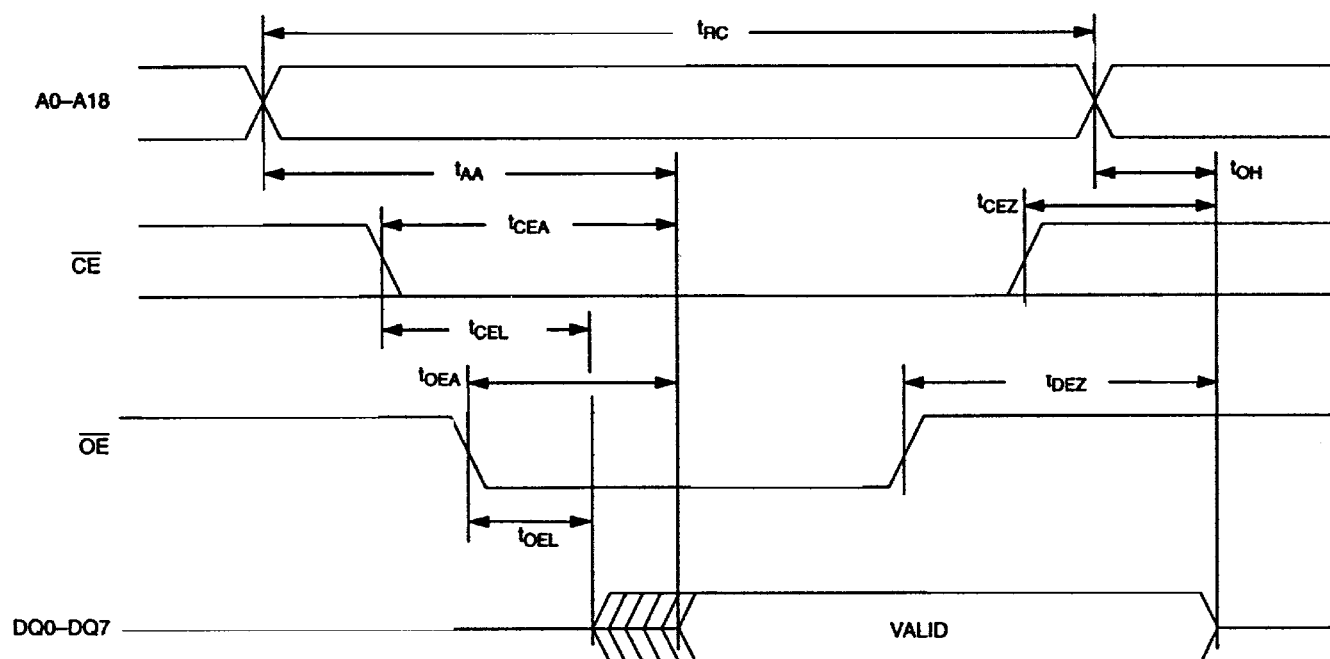 tRC
A0–A18
tAA
tOH
tCEZ
tCEA
CE
tCEL
tOEA
tDEZ
OE
tOEL
DQ0–DQ7
VALID